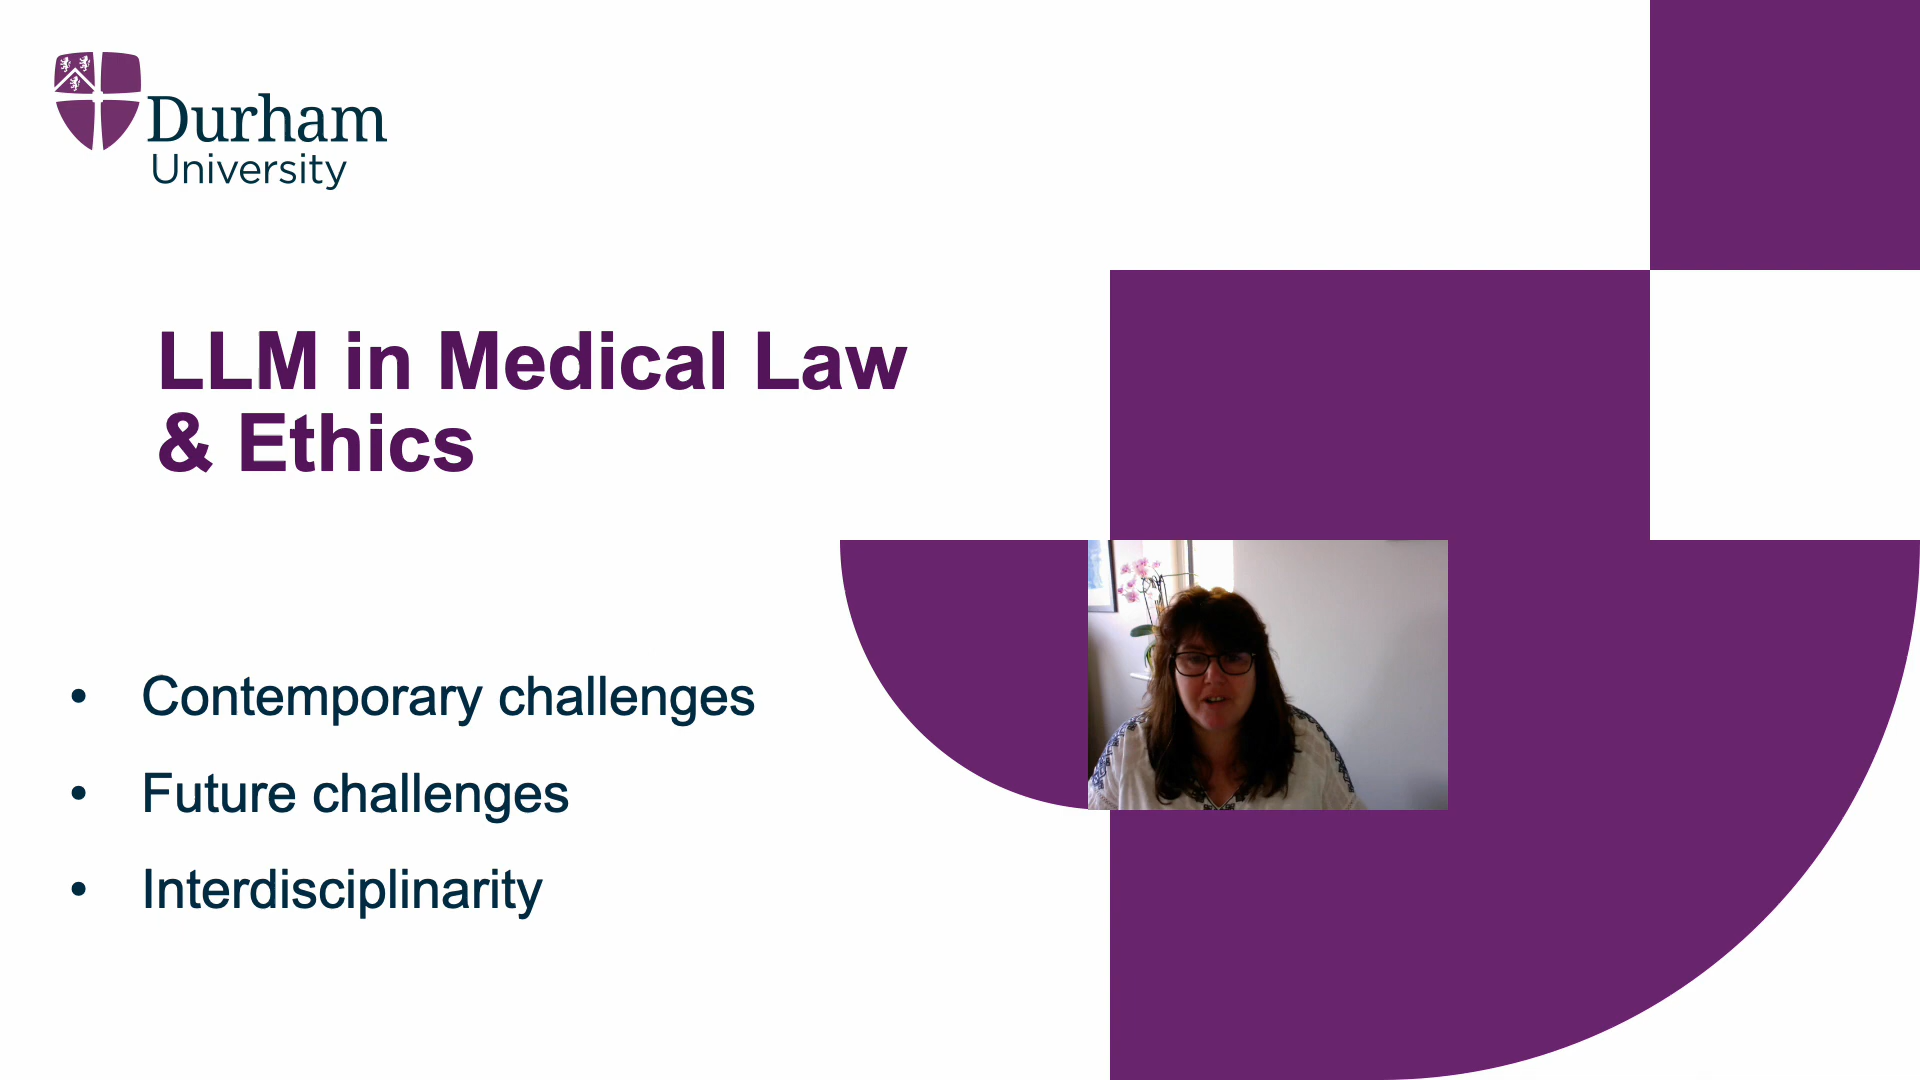 Durham
University
LLM in Medical Law
& Ethics
• Contemporary challenges
• Future challenges
• Interdisciplinarity